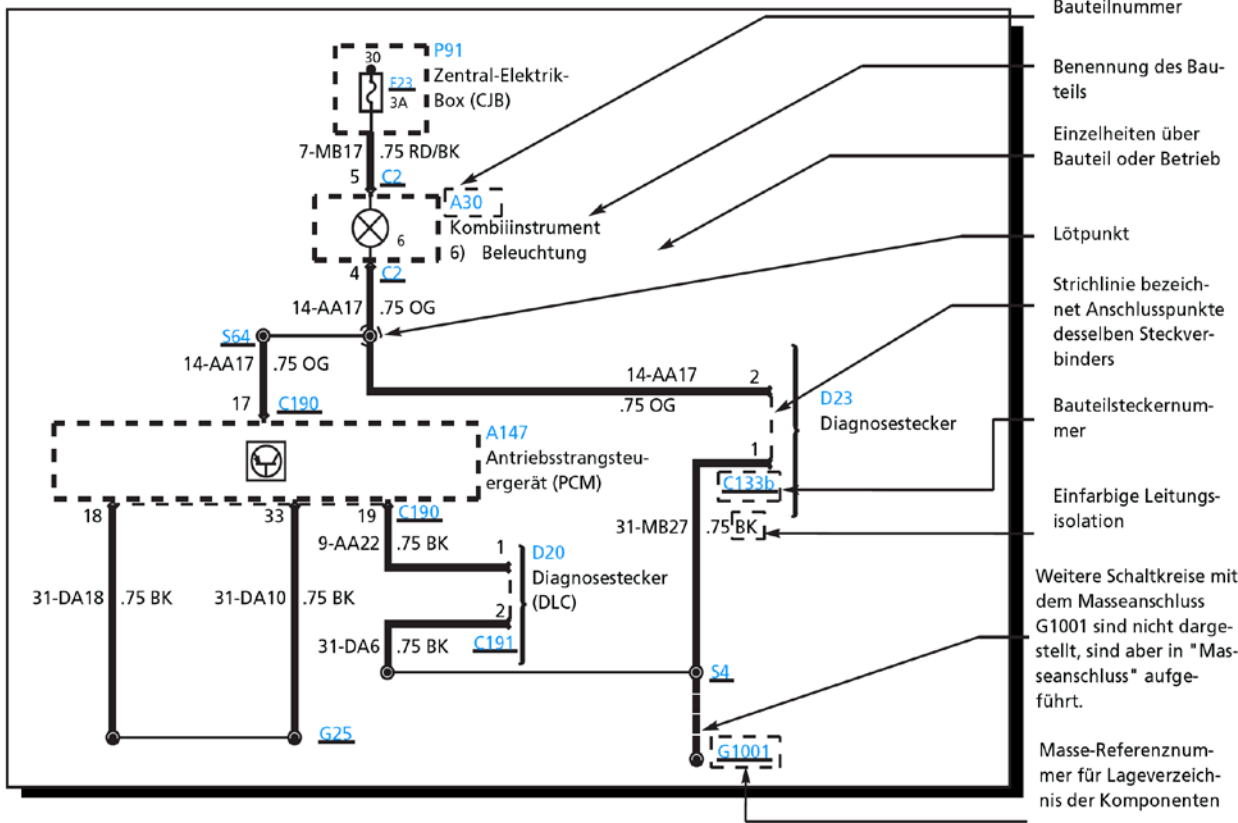 Bauteilnummer
P91
30
Zentral-Elektrik-
Box (CJB)
F23
3A
Benennung des Bau-
teils
Einzelheiten über
Bauteil oder Betrieb
7-MB17 .75 RD/BK
5 C2
A30
Kombiiinstrument
6) Beleuchtung
6
4 C2
Lötpunkt
14-AA17 .75 OG
S64
Strichlinie bezeich-
net Anschlusspunkte
desselben Steckver-
binders
14-AA17 .75 OG
14-AA17 2
.75 OG
D23
Diagnosestecker
17 C190
Bauteilsteckernum-
mer
A147
Antriebsstrangsteu-
ergerät (PCM)
1
C133b
Einfarbige Leitungs-
isolation
18 33 19 C190
31-MB27 .75 BK
9-AA22 .75 BK
1
D20
Diagnosestecker
(DLC)
2
C191
31-DA18 .75 BK
31-DA10 .75 BK
31-DA6 .75 BK
Weitere Schaltkreise mit
dem Masseanschluss
G1001 sind nicht darge-
stellt, sind aber in "Mas-
seanschluss" aufge-
führt.
S4
G25
G1001
Masse-Referenznum-
mer für Lageverzeich-
nis der Komponenten